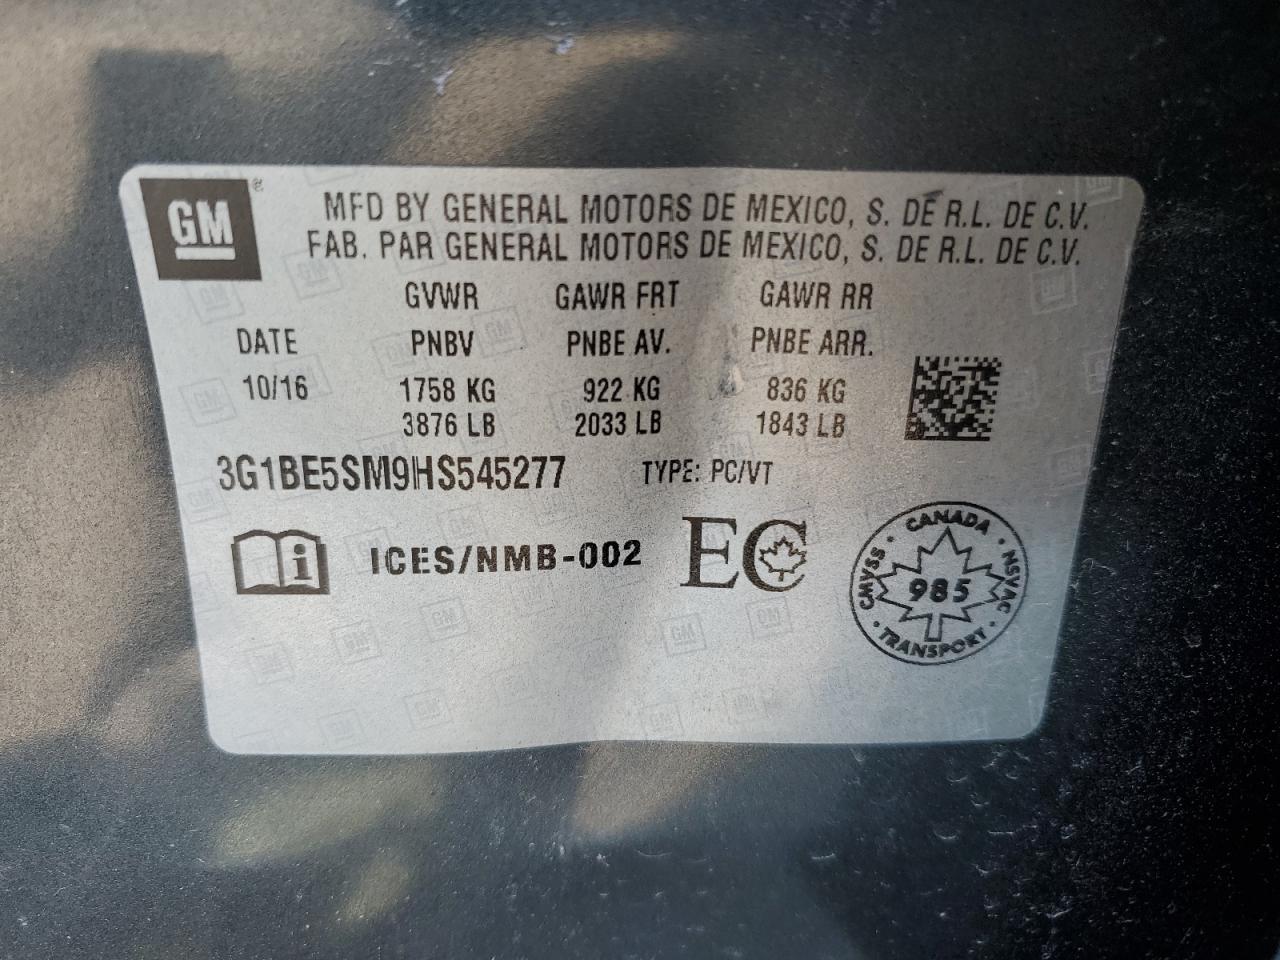 GM ®
MFD BY GENERAL MOTORS DE MEXICO, S. DE R.L. DE C.V.
FAB. PAR GENERAL MOTORS DE MEXICO, S. DE R.L. DE C.V.
GVWR GAWR FRT GAWR RR
DATE PNBV PNBE AV. PNBE ARR.
10/16 1758 KG 922 KG 836 KG
3876 LB 2033 LB 1843 LB
3G1BE5SM9HS545277 TYPE: PC/VT
i ICES/NMB-002 EC
CANADA
CMVSS 985 NSVAC
TRANSPORT